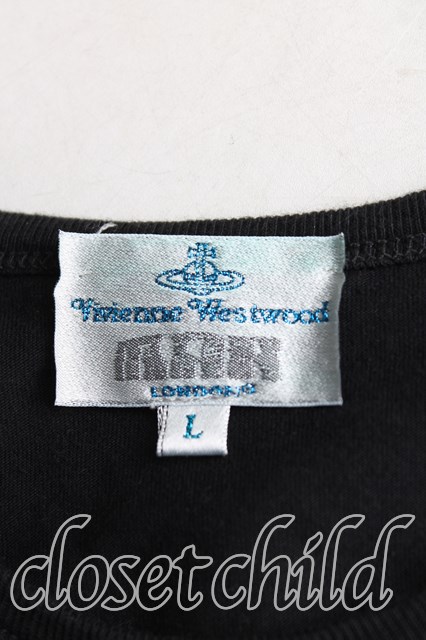 Vivienne Westwood
MAN
LONDON
L
closet child